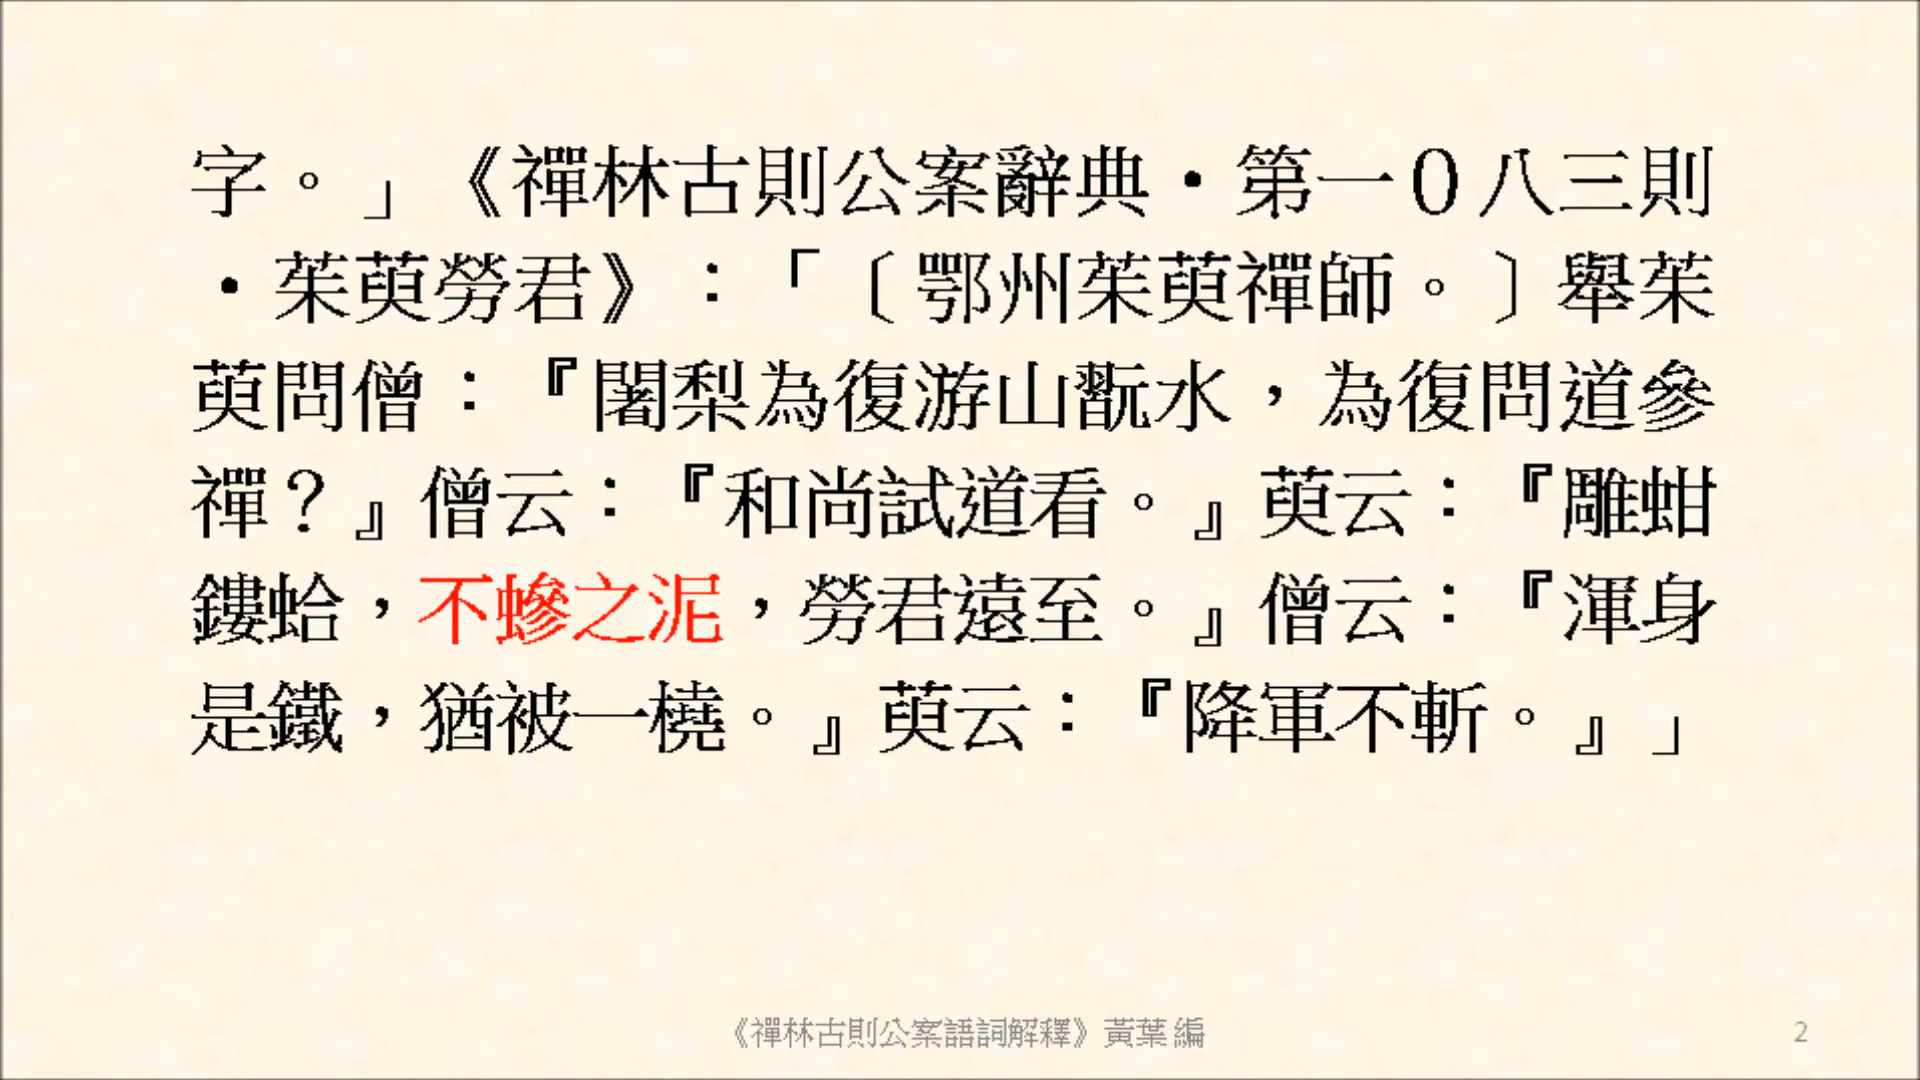 字。」《禪林古則公案辭典•第一０八三則
•茱萸勞君》：「〔鄂州茱萸禪師。〕舉茱
萸問僧：『闍梨為復游山翫水，為復問道參
禪？』僧云：『和尚試道看。』萸云：『雕蚶
鏤蛤，不蟉之泥，勞君遠至。』僧云：『渾身
是鐵，猶被一橈。』萸云：『降軍不斬。』」
《禪林古則公案語詞解釋》黃葉 編
2